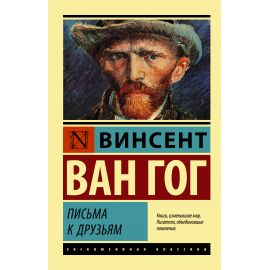 N
ВИНСЕНТ
ВАН ГОГ
ПИСЬМА
К ДРУЗЬЯМ
Книги, изменившие мир.
Писатели, объединившие
поколения.
ЭКСКЛЮЗИВНАЯ КЛАССИКА